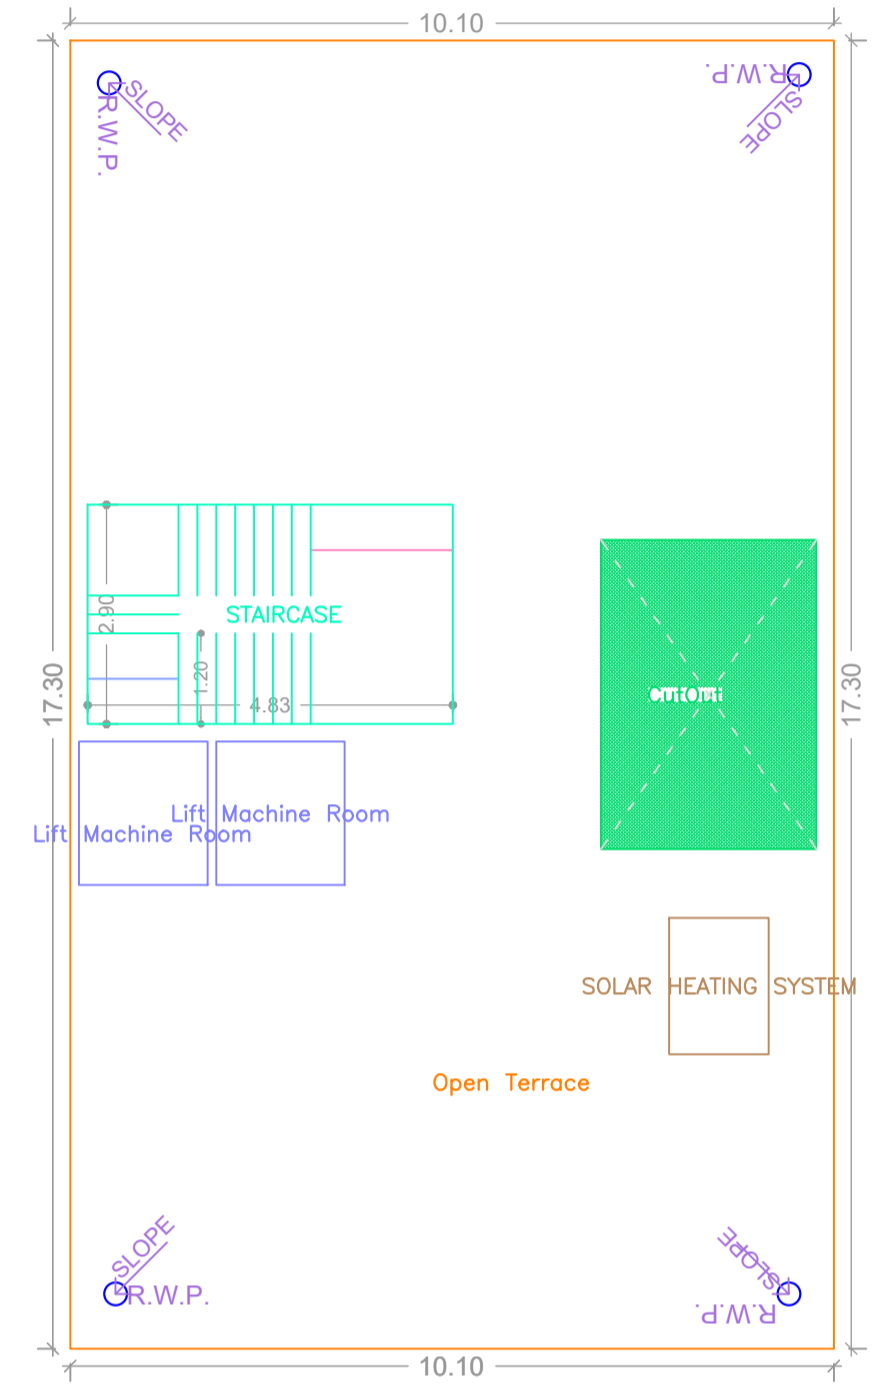 10.10
SLOPE
R.W.P.
R.W.P.
SLOPE
STAIRCASE
2.90
1.20
4.83
17.30
17.30
CutOut
Lift Machine Room
Lift Machine Room
SOLAR HEATING SYSTEM
Open Terrace
SLOPE
R.W.P.
SLOPE
R.W.P.
10.10